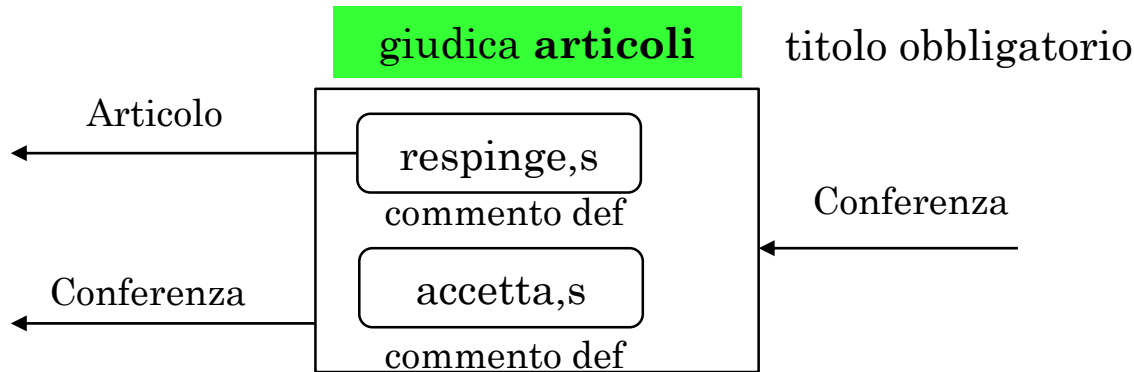 giudica articoli
titolo obbligatorio
Articolo
respinge,s
commento def
Conferenza
Conferenza
accetta,s
commento def